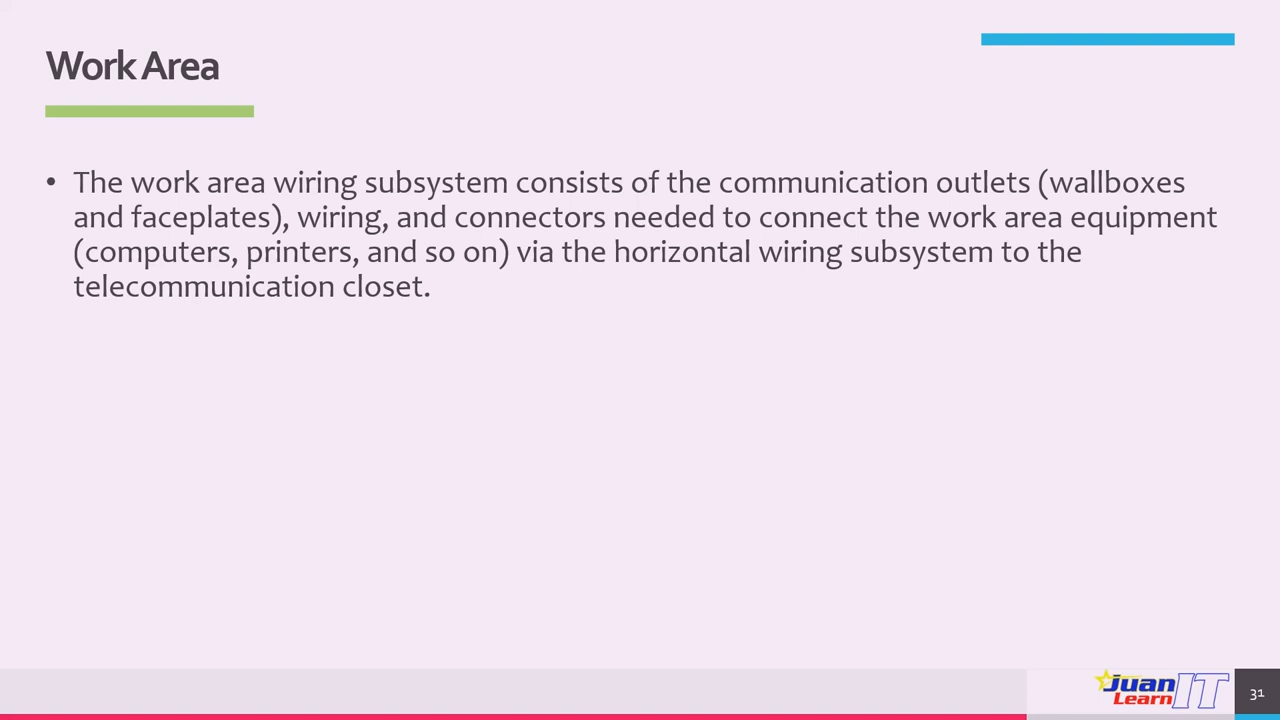 Work Area
• The work area wiring subsystem consists of the communication outlets (wallboxes
and faceplates), wiring, and connectors needed to connect the work area equipment
(computers, printers, and so on) via the horizontal wiring subsystem to the
telecommunication closet.
Juan IT
Learn
31